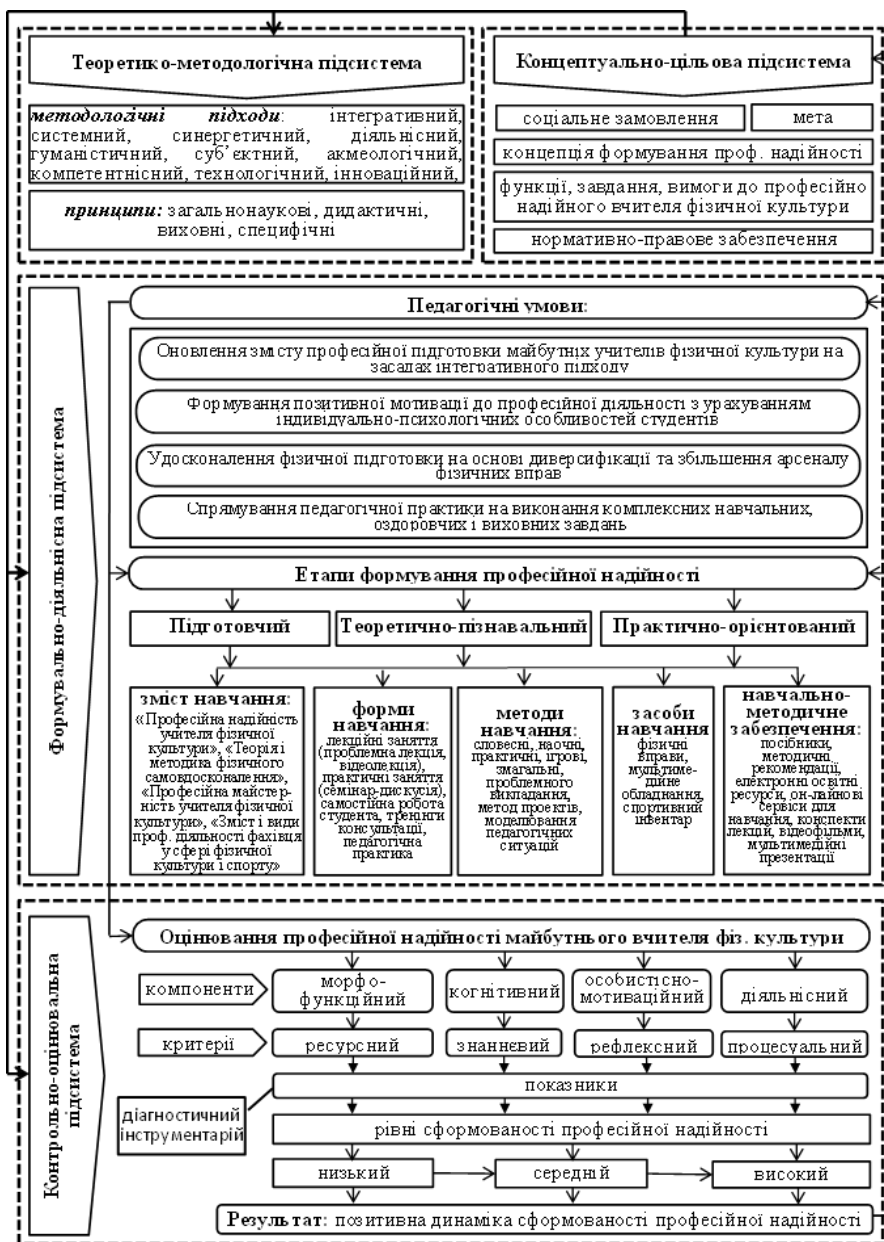 Теоретико-методологічна підсистема
методологічні підходи: інтегративний,
системний, синергетичний, діяльнісний,
гуманістичний, суб'єктний, акмеологічний,
компетентнісний, технологічний, інноваційний,
принципи: загальнонаукові, дидактичні,
виховні, специфічні
Концептуально-цільова підсистема
соціальне замовлення
мета
концепція формування проф. надійності
функції, завдання, вимоги до професійно
надійного вчителя фізичної культури
нормативно-правове забезпечення
Формувально-діяльнісна підсистема
Педагогічні умови:
Оновлення змісту професійної підготовки майбутніх учителів фізичної культури на
засадах інтегративного підходу
Формування позитивної мотивації до професійної діяльності з урахуванням
індивідуально-психологічних особливостей студентів
Удосконалення фізичної підготовки на основі диверсифікації та збільшення арсеналу
фізичних вправ
Спрямування педагогічної практики на виконання комплексних навчальних,
оздоровчих і виховних завдань
Етапи формування професійної надійності
Підготовчий
Теоретично-пізнавальний
Практично-орієнтований
зміст навчання:
«Професійна надійність
учителя фізичної
культури», «Теорія і
методика фізичного
самовдосконалення»,
«Професійна майстер-
ність учителя фізичної
культури», «Зміст і види
проф. діяльності фахівця
у сфері фізичної
культури і спорту»
форми
навчання:
лекційні заняття
(проблемна лекція,
відеолекція),
практичні заняття
(семінар-дискусія),
самостійна робота
студента, тренінги
консультації,
педагогічна
практика
методи
навчання:
словесні, наочні,
практичні, ігрові,
змагальні,
проблемного
викладання,
метод проектів,
моделювання
педагогічних
ситуацій
засоби
навчання
фізичні
вправи,
мультиме-
дійне
обладнання,
спортивний
інвентар
навчально-
методичне
забезпечення:
посібники,
методичні
рекомендації,
електронні освітні
ресурси, он-лайнові
сервіси для
навчання, конспекти
лекцій, відеофільми,
мультимедійні
презентації
Контрольно-оцінювальна
підсистема
Оцінювання професійної надійності майбутнього вчителя фіз. культури
компоненти
морфо-
функційний
когнітивний
особистісно-
мотиваційний
діяльнісний
критерії
ресурсний
знаннєвий
рефлексний
процесуальний
показники
діагностичний
інструментарій
рівні сформованості професійної надійності
низький
середній
високий
Результат: позитивна динаміка сформованості професійної надійності